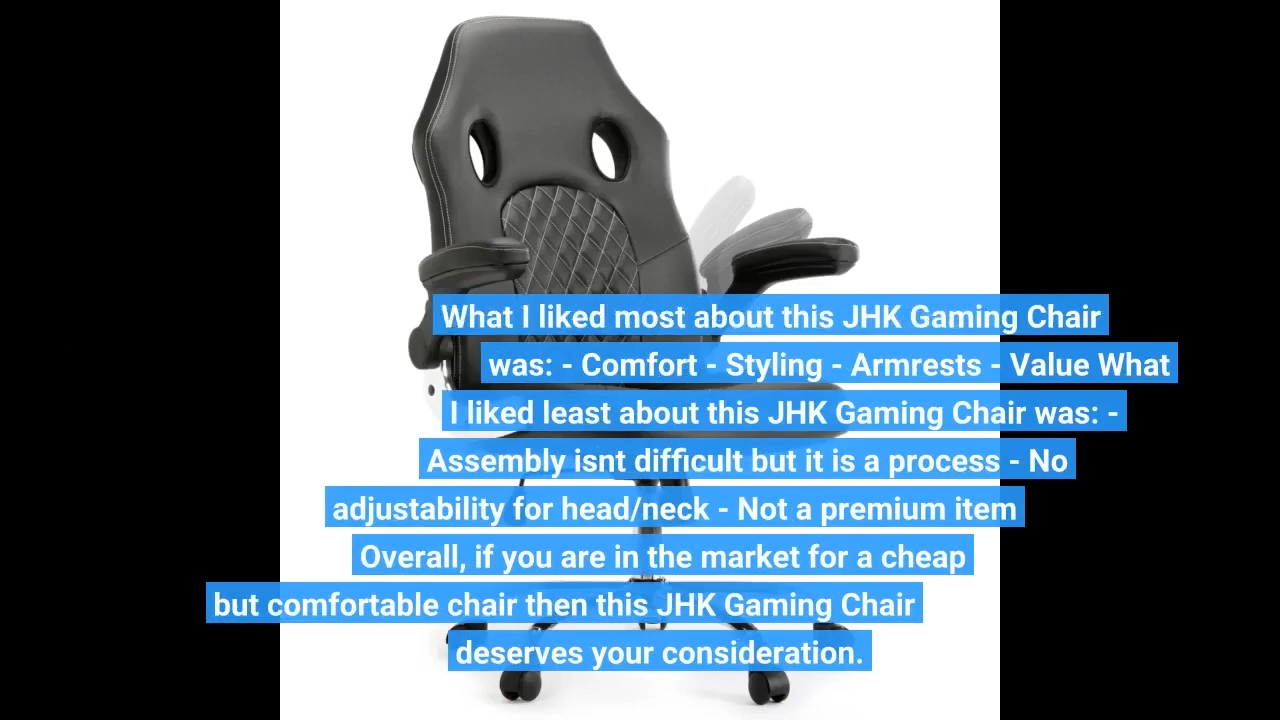 What I liked most about this JHK Gaming Chair
was: - Comfort - Styling - Armrests - Value What
I liked least about this JHK Gaming Chair was: -
Assembly isnt difficult but it is a process - No
adjustability for head/neck - Not a premium item
Overall, if you are in the market for a cheap
but comfortable chair then this JHK Gaming Chair
deserves your consideration.